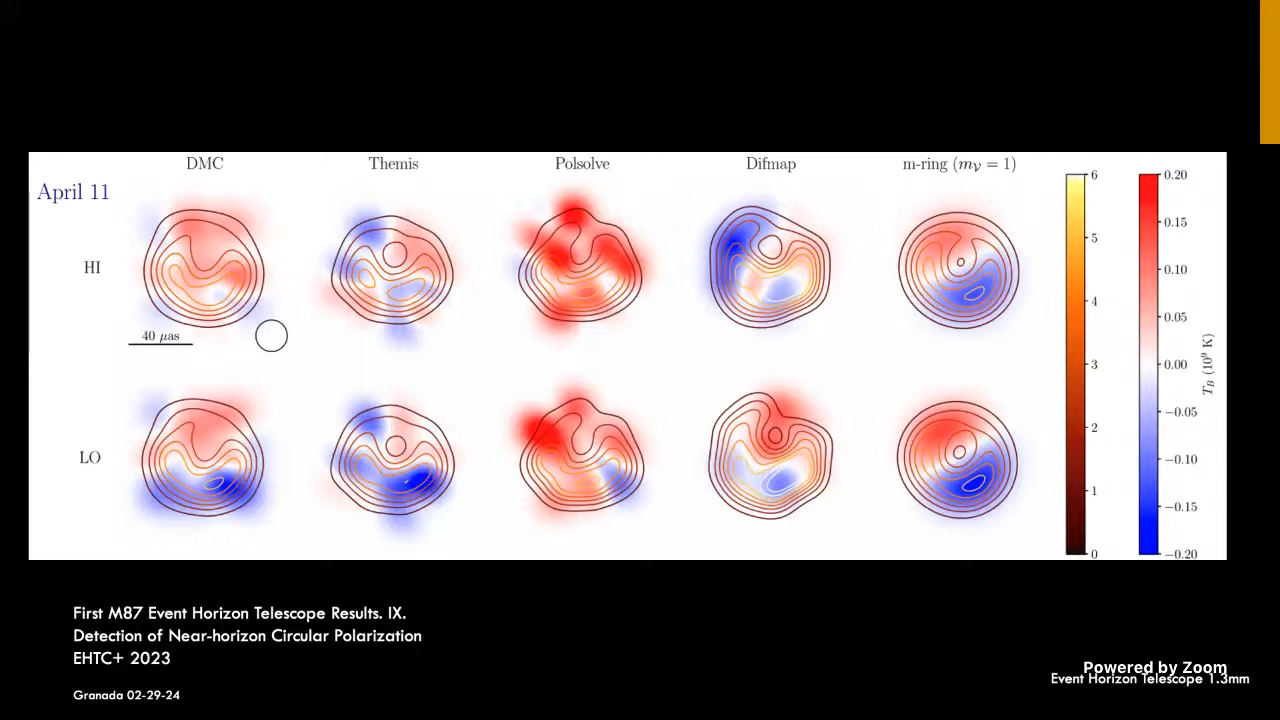 DMC Themis Polsolve Difmap m-ring (m𝒱 = 1)
April 11
HI
40 μas
LO
6
5
4
3
2
1
0
0.20
0.15
0.10
0.05
0.00
−0.05
−0.10
−0.15
−0.20
T_B (10⁹ K)
First M87 Event Horizon Telescope Results. IX.
Detection of Near-horizon Circular Polarization
EHTC+ 2023
Granada 02-29-24
Powered by Zoom
Event Horizon Telescope 1.3mm